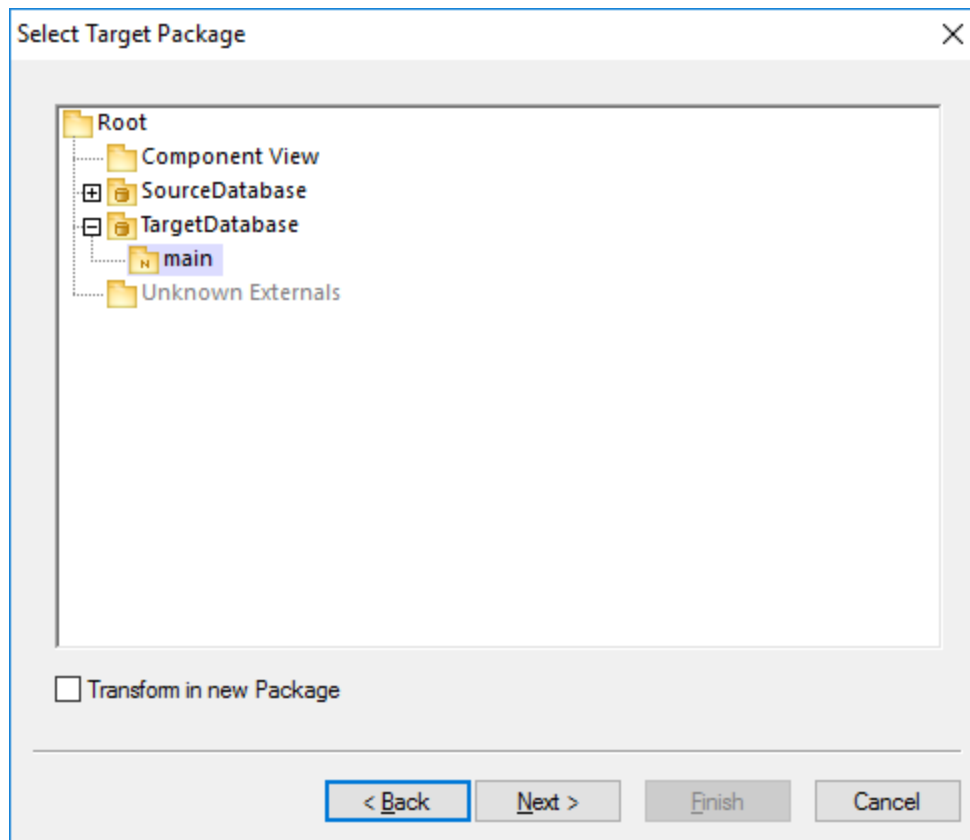 Select Target Package
Root
Component View
SourceDatabase
TargetDatabase
N main
Unknown Externals
Transform in new Package
< Back Next > Finish Cancel